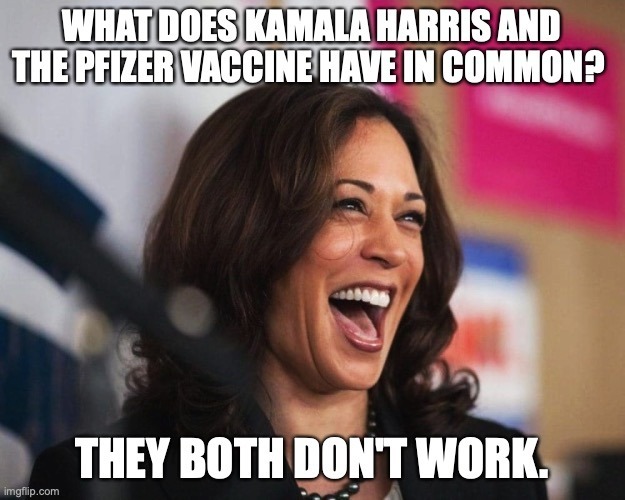 WHAT DOES KAMALA HARRIS AND
THE PFIZER VACCINE HAVE IN COMMON?
THEY BOTH DON'T WORK.
imgflip.com